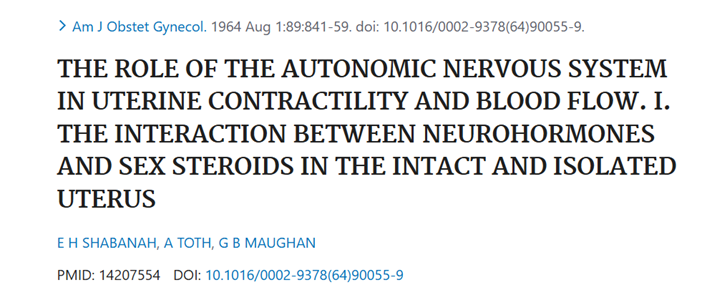 Am J Obstet Gynecol. 1964 Aug 1:89:841-59. doi: 10.1016/0002-9378(64)90055-9.
THE ROLE OF THE AUTONOMIC NERVOUS SYSTEM
IN UTERINE CONTRACTILITY AND BLOOD FLOW. I.
THE INTERACTION BETWEEN NEUROHORMONES
AND SEX STEROIDS IN THE INTACT AND ISOLATED
UTERUS
E H SHABANAH, A TOTH, G B MAUGHAN
PMID: 14207554 DOI: 10.1016/0002-9378(64)90055-9